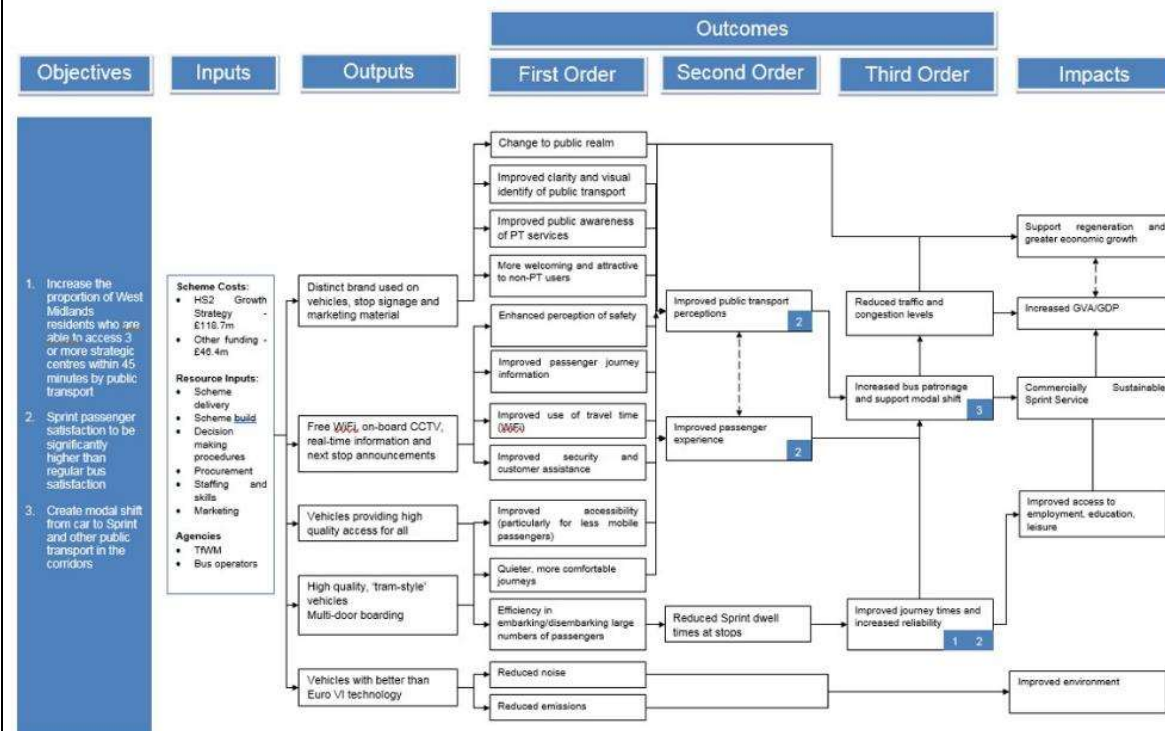 Outcomes
Objectives
Inputs
Outputs
First Order
Second Order
Third Order
Impacts
1. Increase the
proportion of West
Midlands
residents who are
able to access 3
or more strategic
centres within 45
minutes by public
transport
2. Sprint passenger
satisfaction to be
significantly
higher than
regular bus
satisfaction
3. Create modal shift
from car to Sprint
and other public
transport in the
corridors
Scheme Costs:
• HS2 Growth
Strategy -
£118.7m
• Other funding -
£46.4m
Resource Inputs:
• Scheme
delivery
• Scheme build
• Decision
making
procedures
• Procurement
• Staffing and
skills
• Marketing
Agencies
• TfWM
• Bus operators
Distinct brand used on
vehicles, stop signage and
marketing material
Free WiFi, on-board CCTV,
real-time information and
next stop announcements
Vehicles providing high
quality access for all
High quality, 'tram-style'
vehicles
Multi-door boarding
Vehicles with better than
Euro VI technology
Change to public realm
Improved clarity and visual
identify of public transport
Improved public awareness
of PT services
More welcoming and attractive
to non-PT users
Enhanced perception of safety
Improved passenger journey
information
Improved use of travel time
(WiFi)
Improved security and
customer assistance
Improved accessibility
(particularly for less mobile
passengers)
Quieter, more comfortable
journeys
Efficiency in
embarking/disembarking large
numbers of passengers
Reduced noise
Reduced emissions
Improved public transport
perceptions
2
Improved passenger
experience
2
Reduced Sprint dwell
times at stops
Reduced traffic and
congestion levels
Increased bus patronage
and support modal shift
3
Improved journey times and
increased reliability
1 2
Support regeneration and
greater economic growth
Increased GVA/GDP
Commercially Sustainable
Sprint Service
Improved access to
employment, education,
leisure
Improved environment